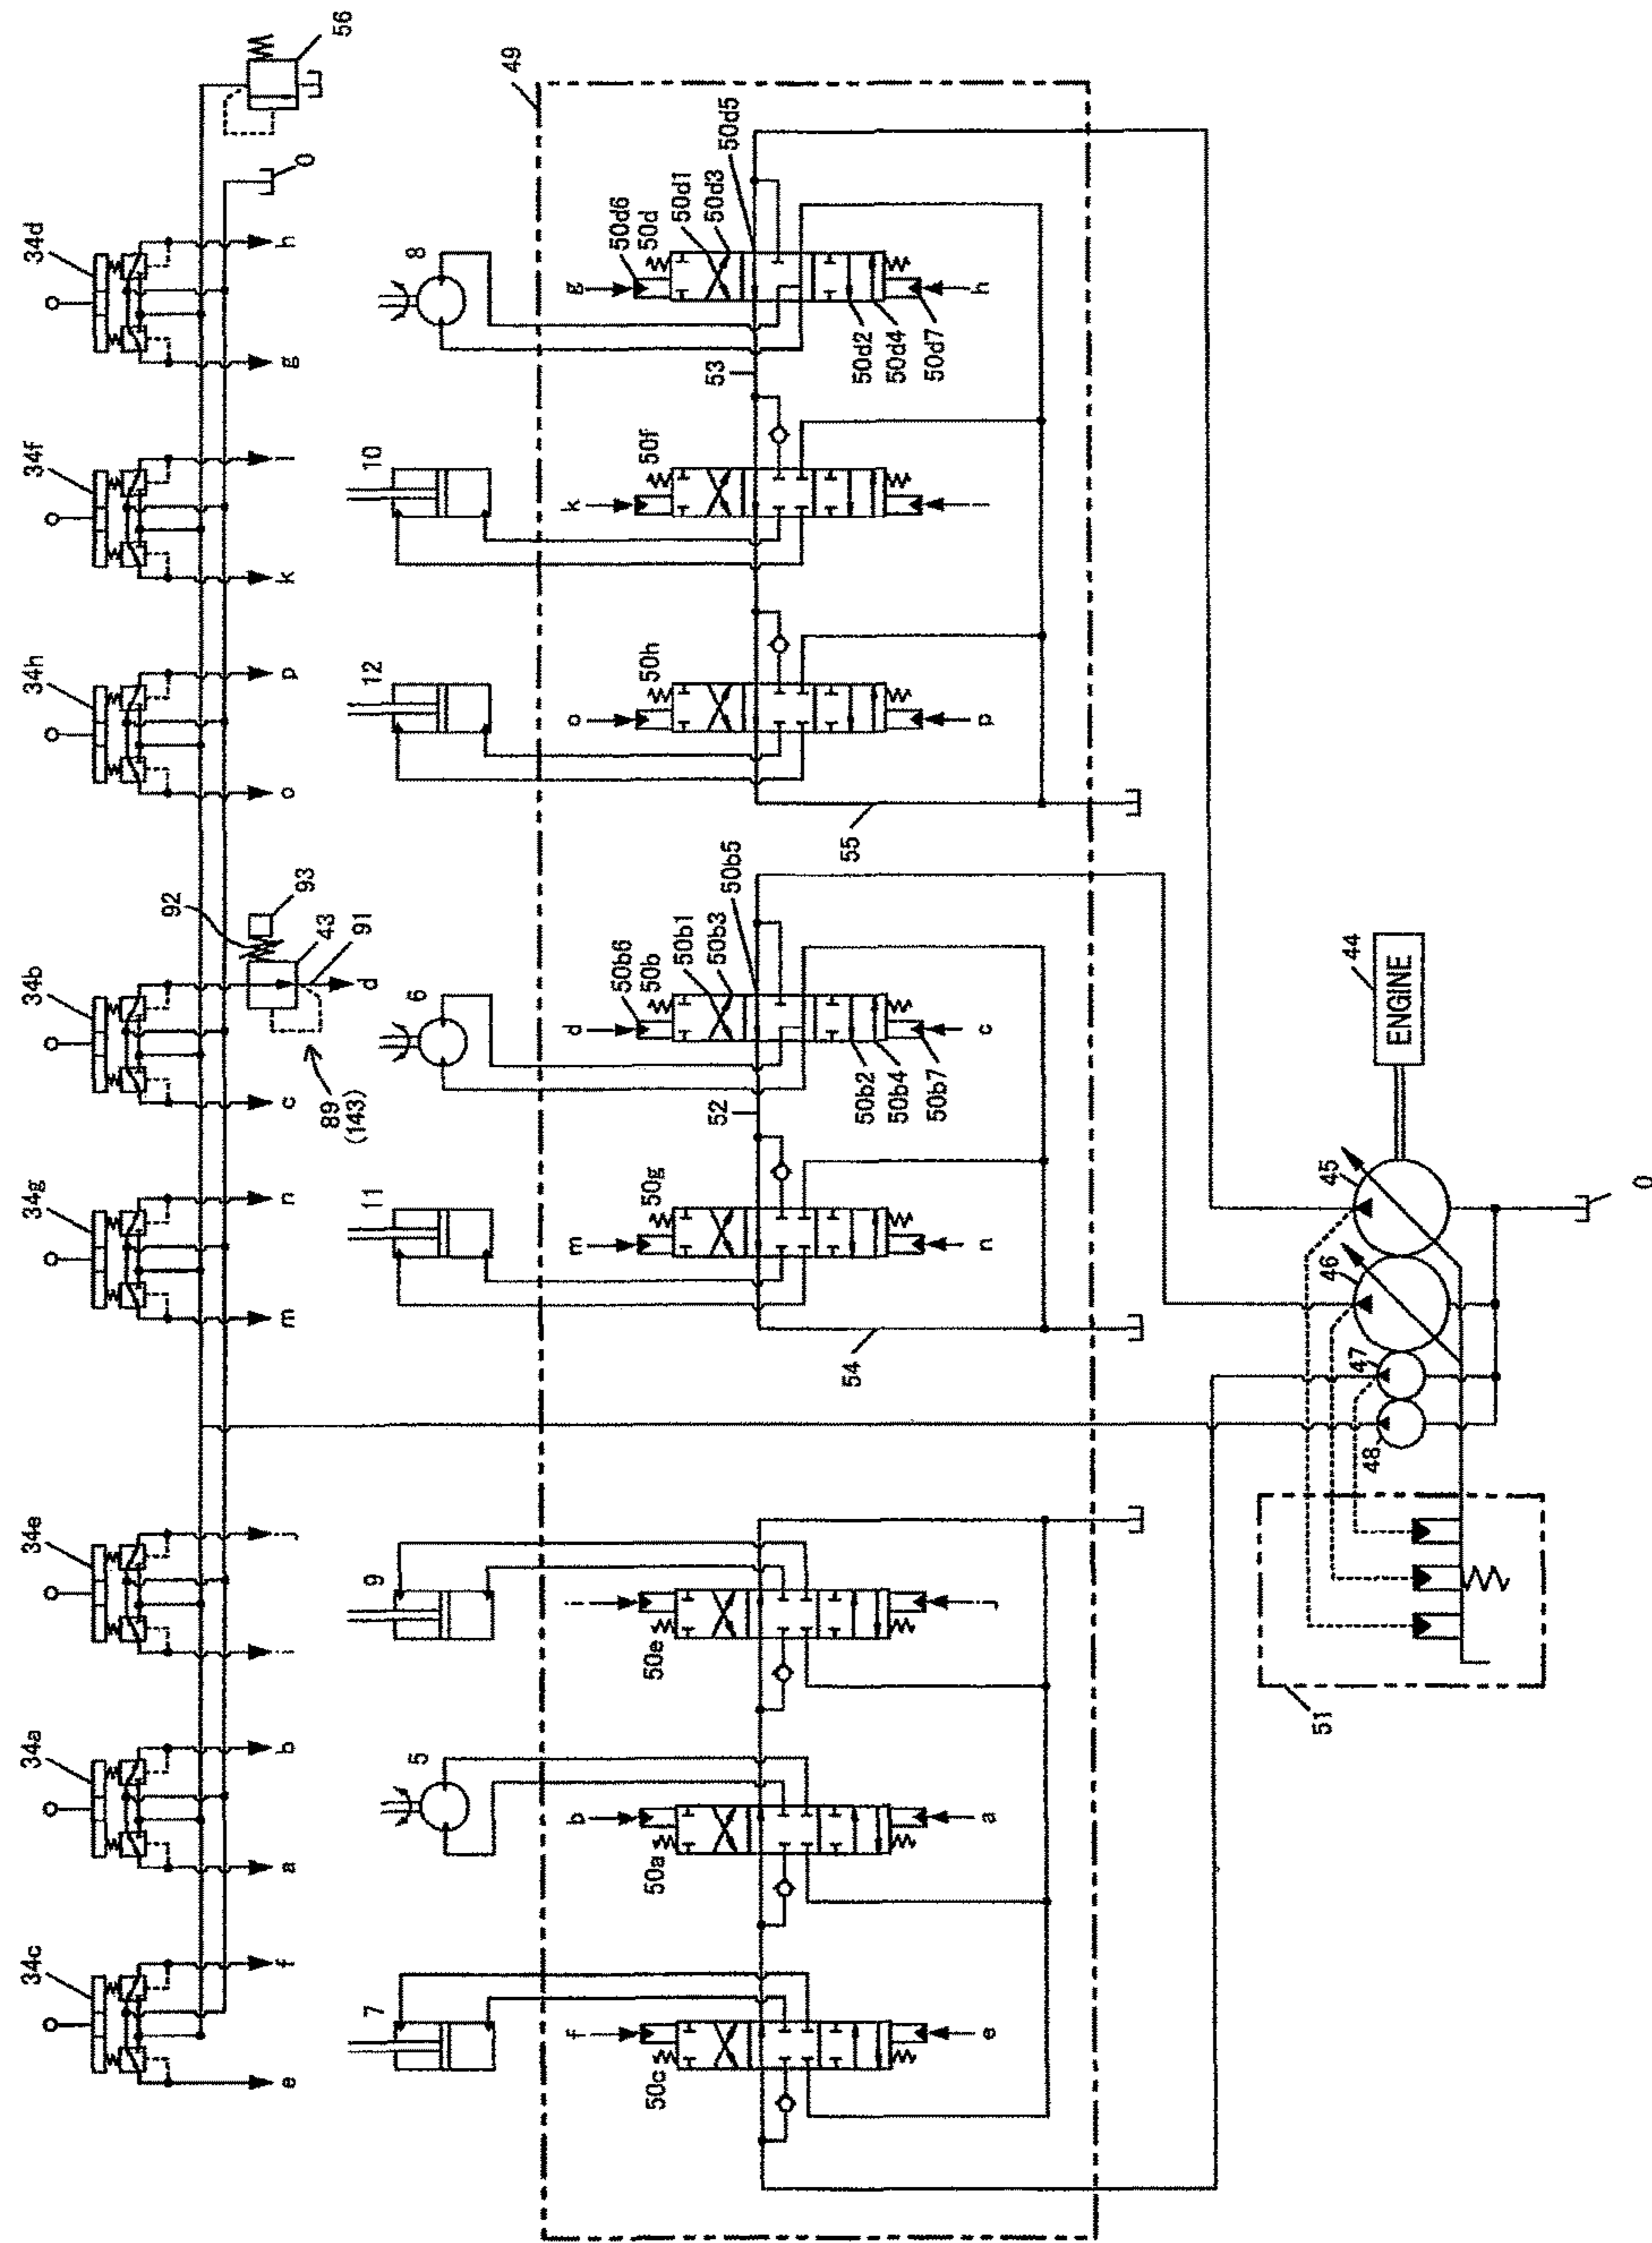 34c
34a
34e
34g
34b
34h
34f
34d
56
O
e
f
a
b
i
j
m
n
c
d
o
p
k
l
g
h
92
93
43
91
89
(143)
7
5
9
11
6
12
10
8
49
f
50c
e
b
50a
a
i
50e
j
m
50g
n
d
50b6
50b
50b1
50b3
50b5
50b2
50b4
50b7
c
52
54
o
50h
p
k
50f
l
g
50d6
50d
50d1
50d3
50d5
50d2
50d4
50d7
h
53
55
44
ENGINE
45
46
47
48
51
O